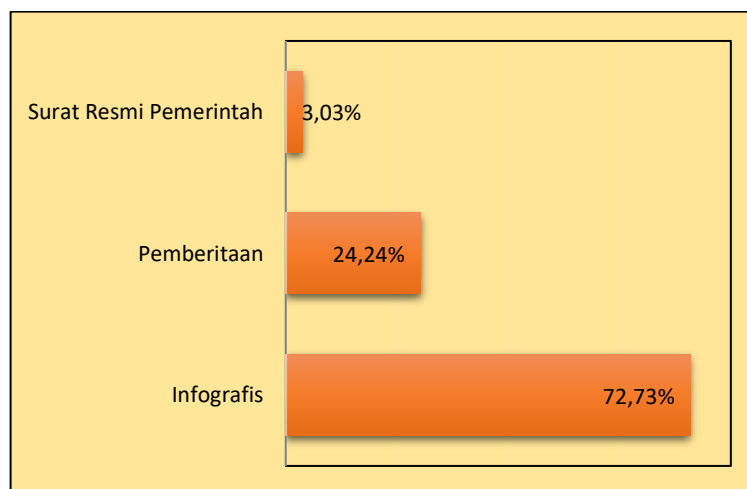 Surat Resmi Pemerintah
3,03%
Pemberitaan
24,24%
Infografis
72,73%